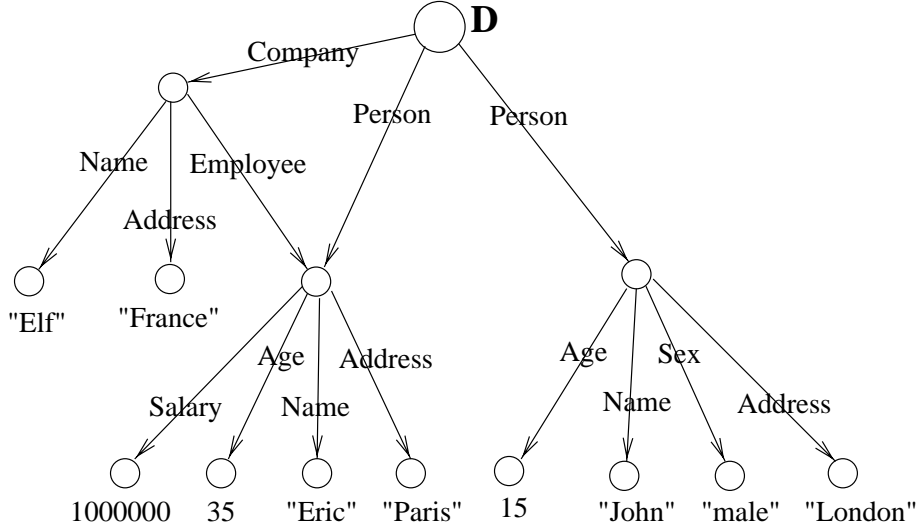 D
Company
Person
Person
Name
Employee
Address
"Elf"
"France"
Age
Address
Age
Sex
Salary
Name
Name
Address
1000000
35
"Eric"
"Paris"
15
"John"
"male"
"London"